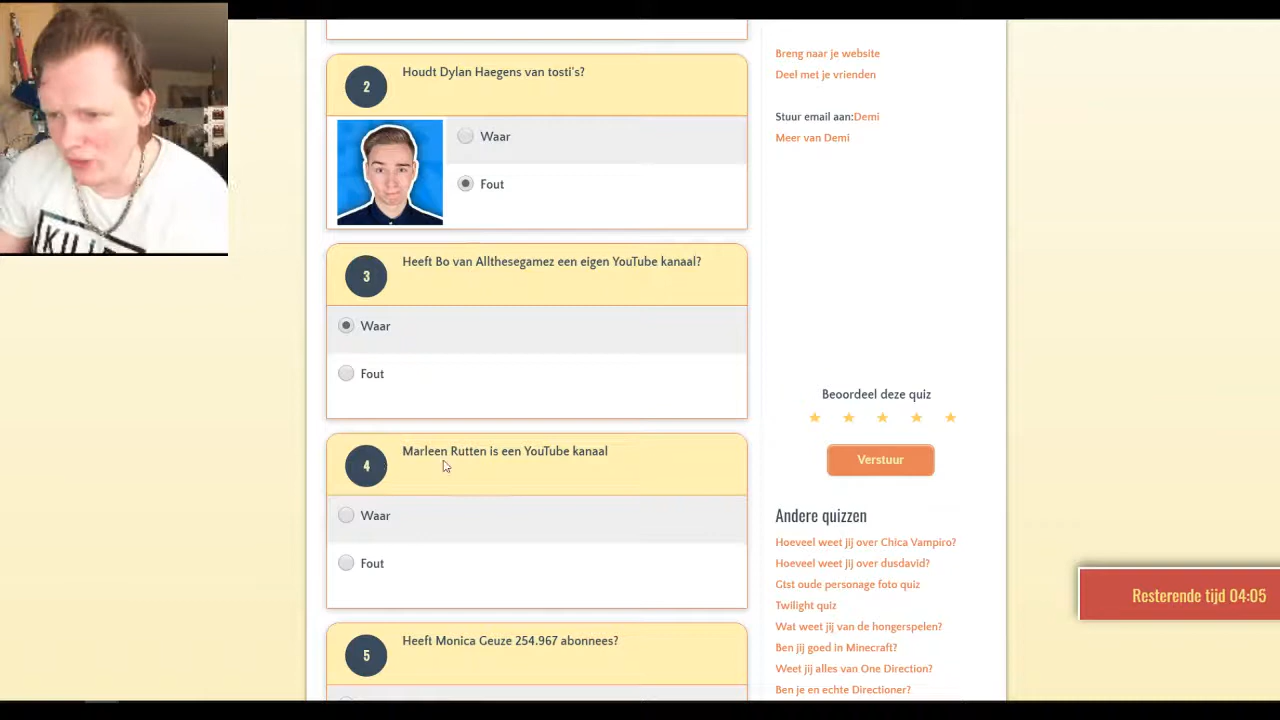 Breng naar je website
Deel met je vrienden
Stuur email aan:Demi
Meer van Demi
2
Houdt Dylan Haegens van tosti's?
Waar
Fout
3
Heeft Bo van Allthesegamez een eigen YouTube kanaal?
Waar
Fout
4
Marleen Rutten is een YouTube kanaal
Waar
Fout
5
Heeft Monica Geuze 254.967 abonnees?
Beoordeel deze quiz
Verstuur
Andere quizzen
Hoeveel weet jij over Chica Vampiro?
Hoeveel weet jij over dusdavid?
Gtst oude personage foto quiz
Twilight quiz
Wat weet jij van de hongerspelen?
Ben jij goed in Minecraft?
Weet jij alles van One Direction?
Ben je en echte Directioner?
Resterende tijd 04:05
KILL